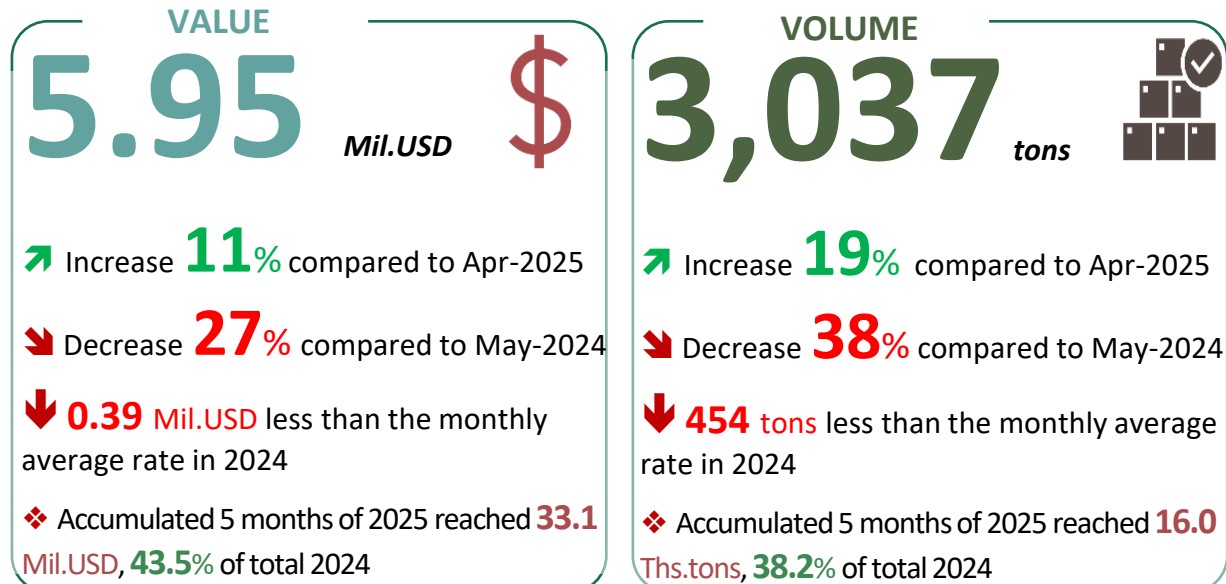 VALUE
5.95 Mil.USD
Increase 11% compared to Apr-2025
Decrease 27% compared to May-2024
0.39 Mil.USD less than the monthly
average rate in 2024
Accumulated 5 months of 2025 reached 33.1
Mil.USD, 43.5% of total 2024
VOLUME
3,037 tons
Increase 19% compared to Apr-2025
Decrease 38% compared to May-2024
454 tons less than the monthly average
rate in 2024
Accumulated 5 months of 2025 reached 16.0
Ths.tons, 38.2% of total 2024